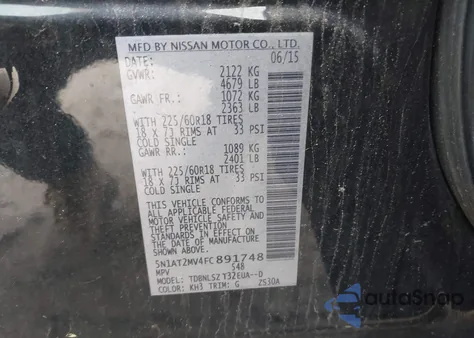 MFD BY NISSAN MOTOR CO., LTD.
DATE: 06/15
GVWR: 2122 KG
4679 LB
GAWR FR.: 1072 KG
2363 LB
WITH 225/60R18 TIRES
18 X 7J RIMS AT 33 PSI
COLD SINGLE
GAWR RR.: 1089 KG
2401 LB
WITH 225/60R18 TIRES
18 X 7J RIMS AT 33 PSI
COLD SINGLE
THIS VEHICLE CONFORMS TO
ALL APPLICABLE FEDERAL
MOTOR VEHICLE SAFETY AND
THEFT PREVENTION
STANDARDS IN EFFECT ON
THE DATE OF MANUFACTURE
SHOWN ABOVE.
5N1AT2MV4FC891748
MPV 548
MODEL: TDBNLSZ T32EUA--D
COLOR: KH3 TRIM: G ZS30A
autoSnap